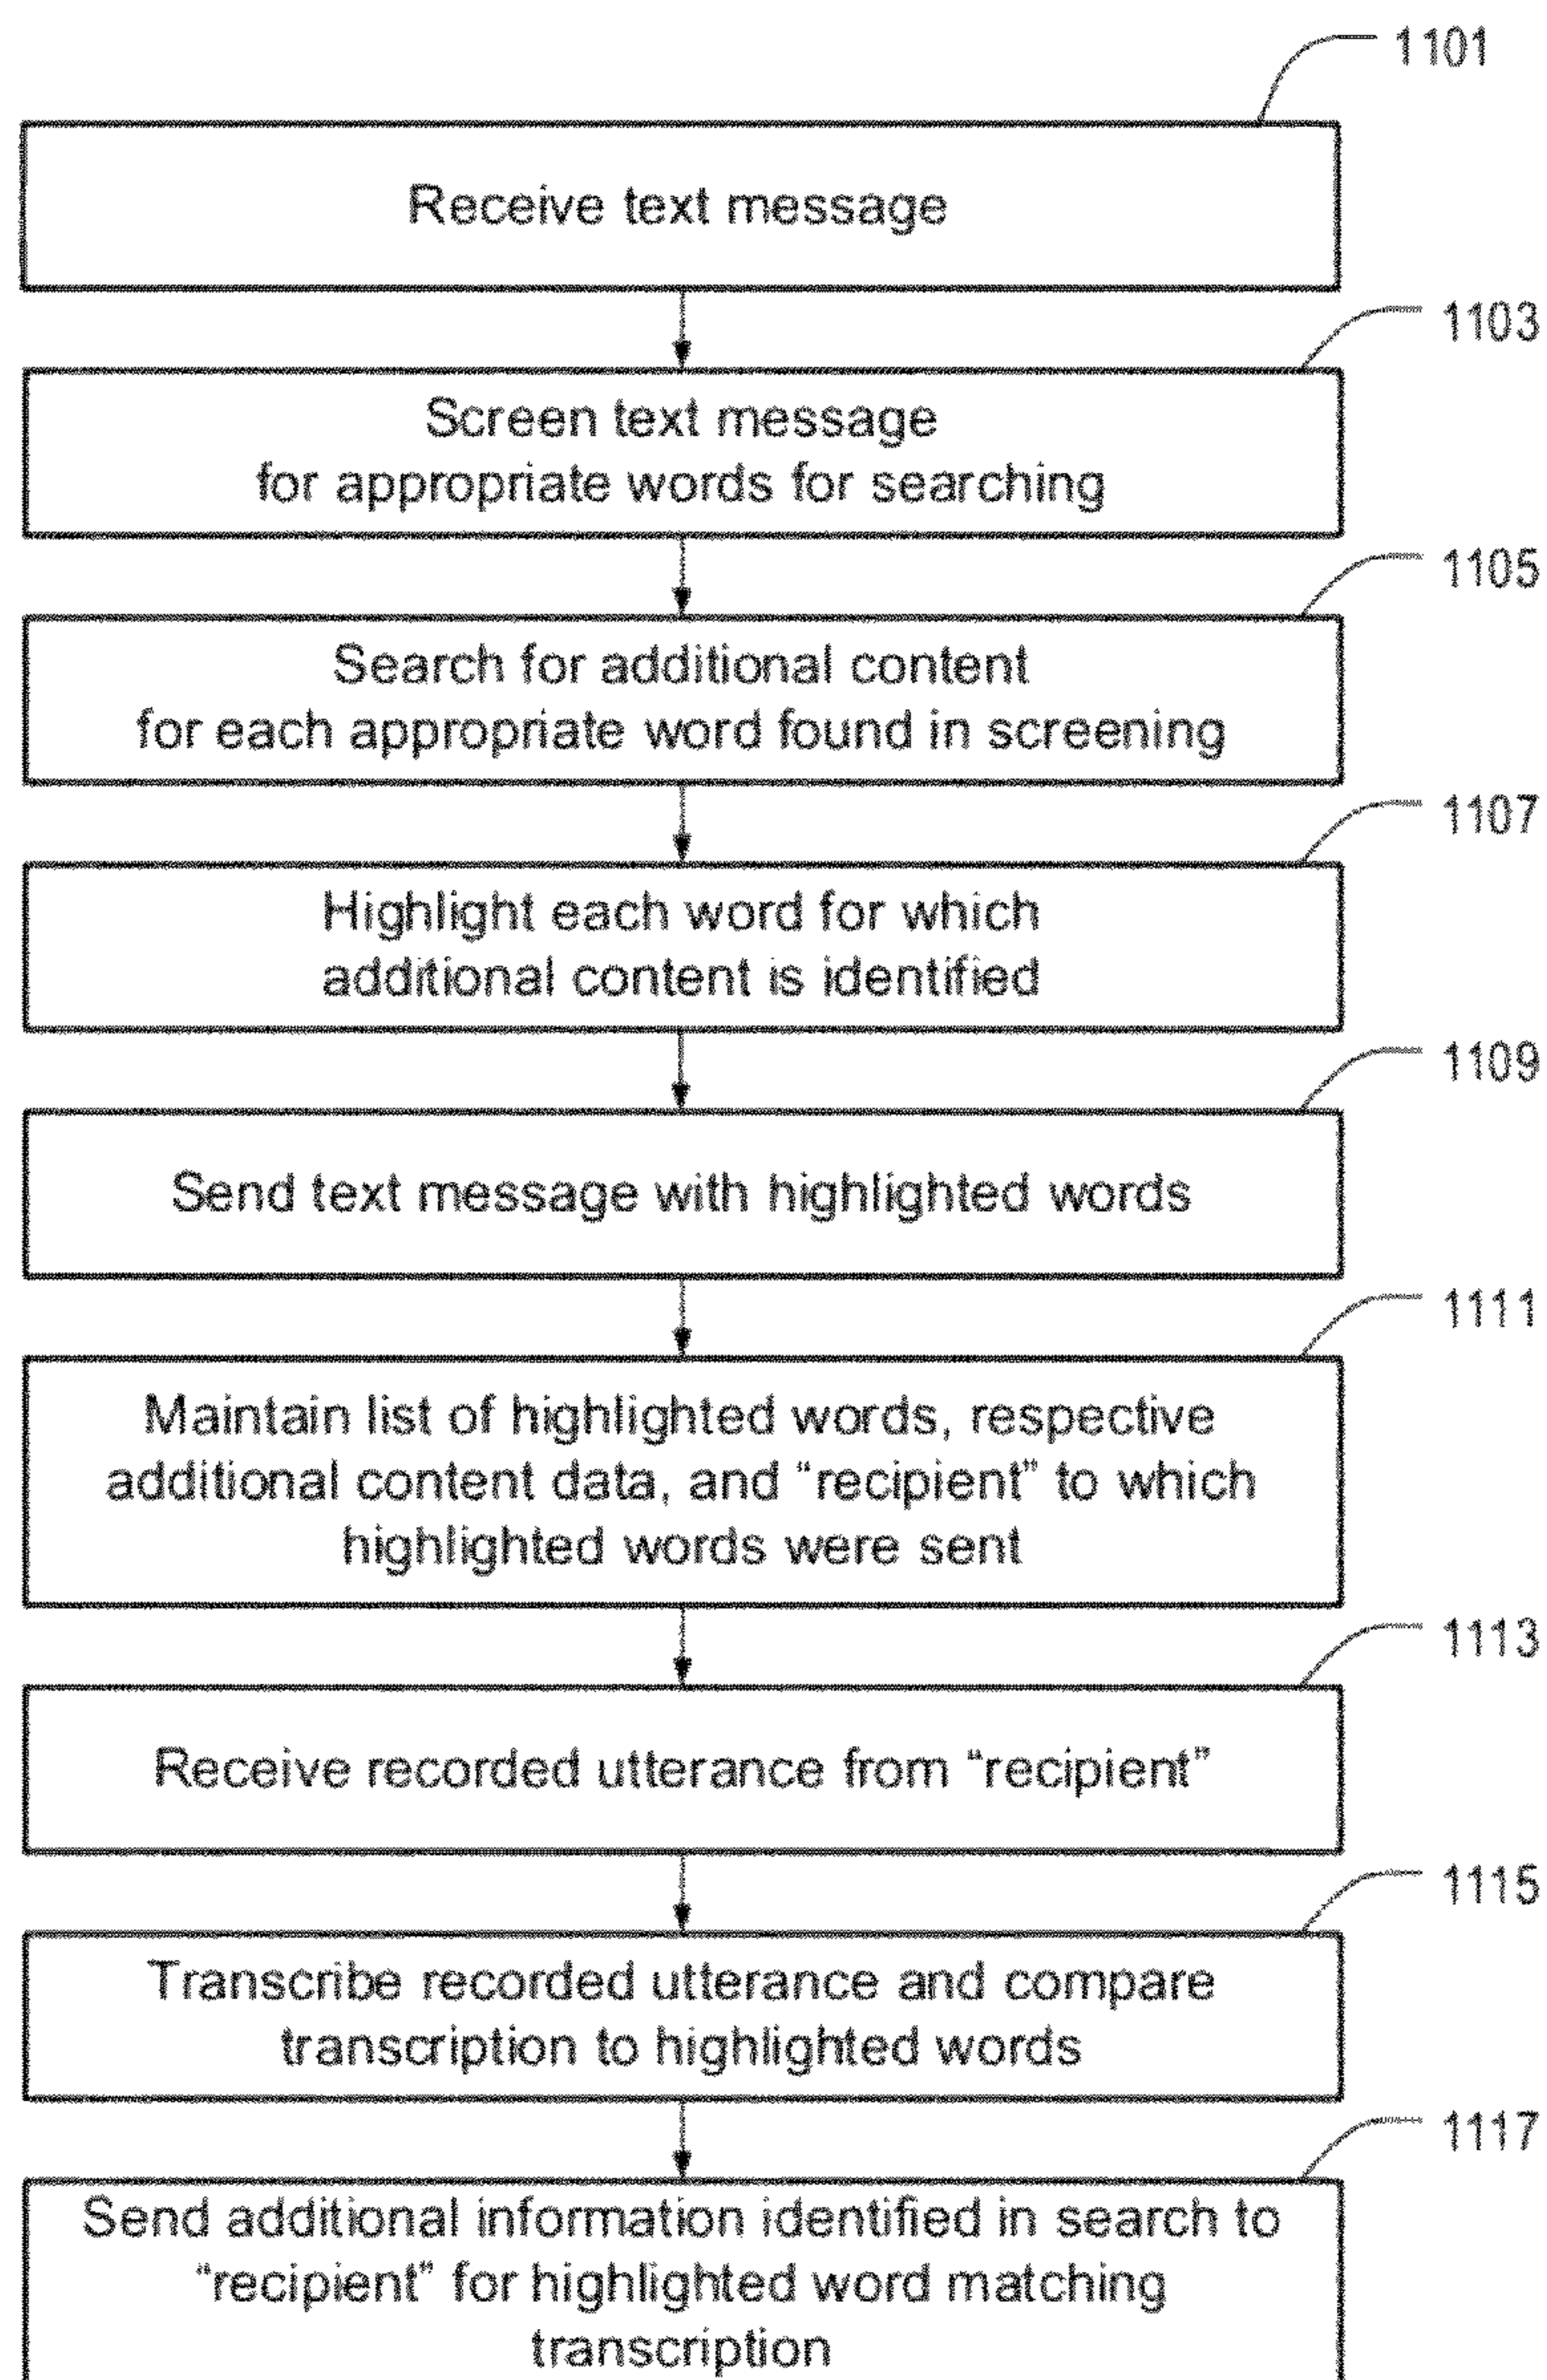 1101
Receive text message
1103
Screen text message
for appropriate words for searching
1105
Search for additional content
for each appropriate word found in screening
1107
Highlight each word for which
additional content is identified
1109
Send text message with highlighted words
1111
Maintain list of highlighted words, respective
additional content data, and “recipient” to which
highlighted words were sent
1113
Receive recorded utterance from “recipient”
1115
Transcribe recorded utterance and compare
transcription to highlighted words
1117
Send additional information identified in search to
“recipient” for highlighted word matching
transcription